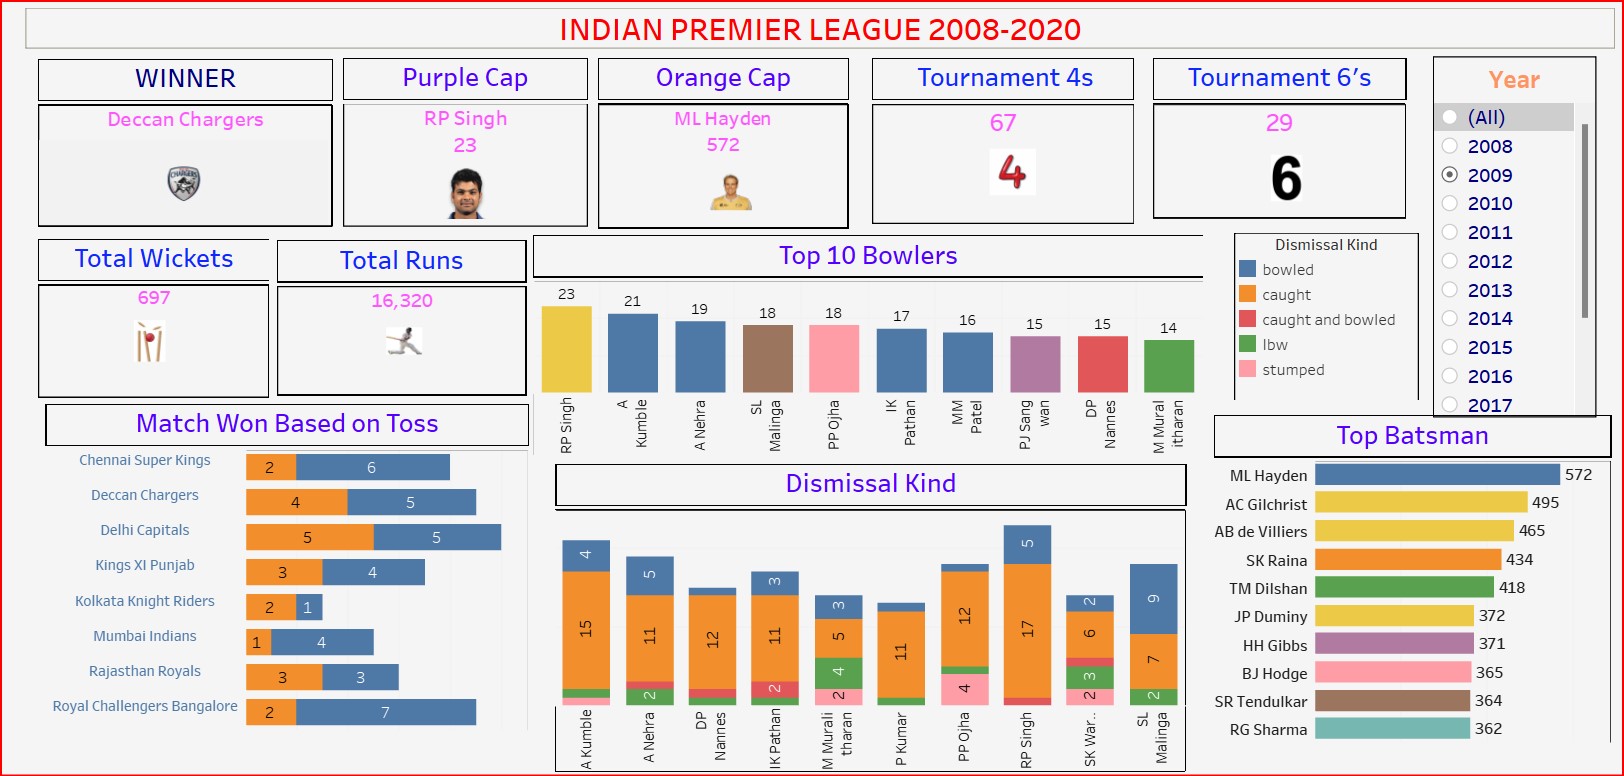 INDIAN PREMIER LEAGUE 2008-2020
WINNER
Deccan Chargers
CHARGERS
Purple Cap
RP Singh
23
Orange Cap
ML Hayden
572
Tournament 4s
67
4
Tournament 6's
29
6
Year
(All)
2008
2009
2010
2011
2012
2013
2014
2015
2016
2017
Total Wickets
697
Total Runs
16,320
Top 10 Bowlers
23
21
19
18
18
17
16
15
15
14
RP Singh
A
Kumble
A Nehra
SL
Malinga
PP Ojha
IK
Pathan
MM
Patel
PJ Sang
wan
DP
Nannes
M Mural
itharan
Dismissal Kind
bowled
caught
caught and bowled
lbw
stumped
Match Won Based on Toss
Chennai Super Kings 2 6
Deccan Chargers 4 5
Delhi Capitals 5 5
Kings XI Punjab 3 4
Kolkata Knight Riders 2 1
Mumbai Indians 1 4
Rajasthan Royals 3 3
Royal Challengers Bangalore 2 7
Dismissal Kind
4
15
5
11
2
12
3
11
2
3
5
4
2
11
12
4
5
17
2
6
3
2
9
7
2
A Kumble
A Nehra
DP
Nannes
IK Pathan
M Murali
tharan
P Kumar
PP Ojha
RP Singh
SK War..
SL
Malinga
Top Batsman
ML Hayden 572
AC Gilchrist 495
AB de Villiers 465
SK Raina 434
TM Dilshan 418
JP Duminy 372
HH Gibbs 371
BJ Hodge 365
SR Tendulkar 364
RG Sharma 362